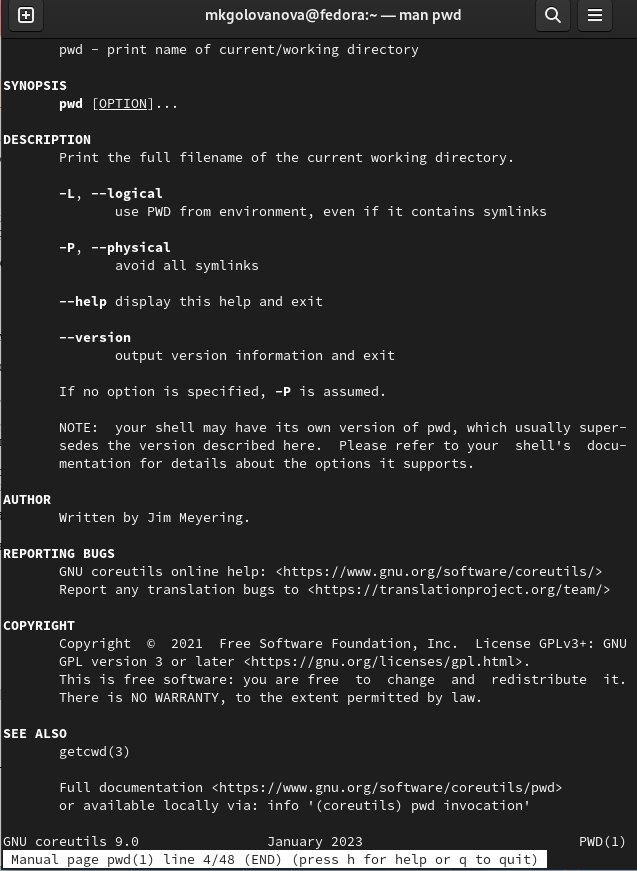 mkgolovanova@fedora:~ — man pwd
pwd - print name of current/working directory
SYNOPSIS
pwd [OPTION]...
DESCRIPTION
Print the full filename of the current working directory.
-L, --logical
use PWD from environment, even if it contains symlinks
-P, --physical
avoid all symlinks
--help display this help and exit
--version
output version information and exit
If no option is specified, -P is assumed.
NOTE:  your shell may have its own version of pwd, which usually super-
sedes the version described here.  Please refer to your  shell's  docu-
mentation for details about the options it supports.
AUTHOR
Written by Jim Meyering.
REPORTING BUGS
GNU coreutils online help: <https://www.gnu.org/software/coreutils/>
Report any translation bugs to <https://translationproject.org/team/>
COPYRIGHT
Copyright  ©  2021  Free Software Foundation, Inc.  License GPLv3+: GNU
GPL version 3 or later <https://gnu.org/licenses/gpl.html>.
This is free software: you are free  to  change  and  redistribute  it.
There is NO WARRANTY, to the extent permitted by law.
SEE ALSO
getcwd(3)
Full documentation <https://www.gnu.org/software/coreutils/pwd>
or available locally via: info '(coreutils) pwd invocation'
GNU coreutils 9.0 January 2023 PWD(1)
Manual page pwd(1) line 4/48 (END) (press h for help or q to quit)